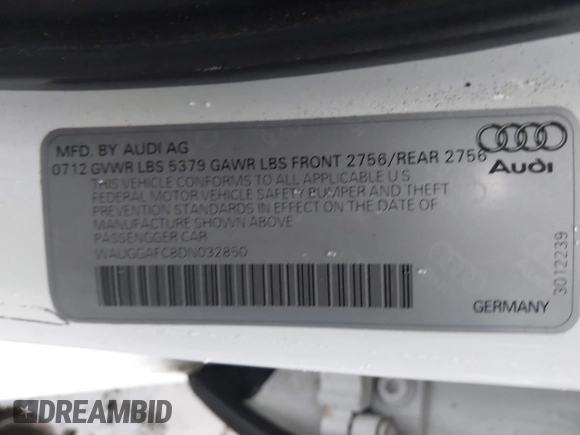 MFD. BY AUDI AG
0712 GVWR LBS 5379 GAWR LBS FRONT 2756/REAR 2756
THIS VEHICLE CONFORMS TO ALL APPLICABLE U.S
FEDERAL MOTOR VEHICLE SAFETY BUMPER AND THEFT
PREVENTION STANDARDS IN EFFECT ON THE DATE OF
MANUFACTURE SHOWN ABOVE
PASSENGGER CAR
WAUGGAFC8DN032850
Audi
3012239
GERMANY
DREAMBID